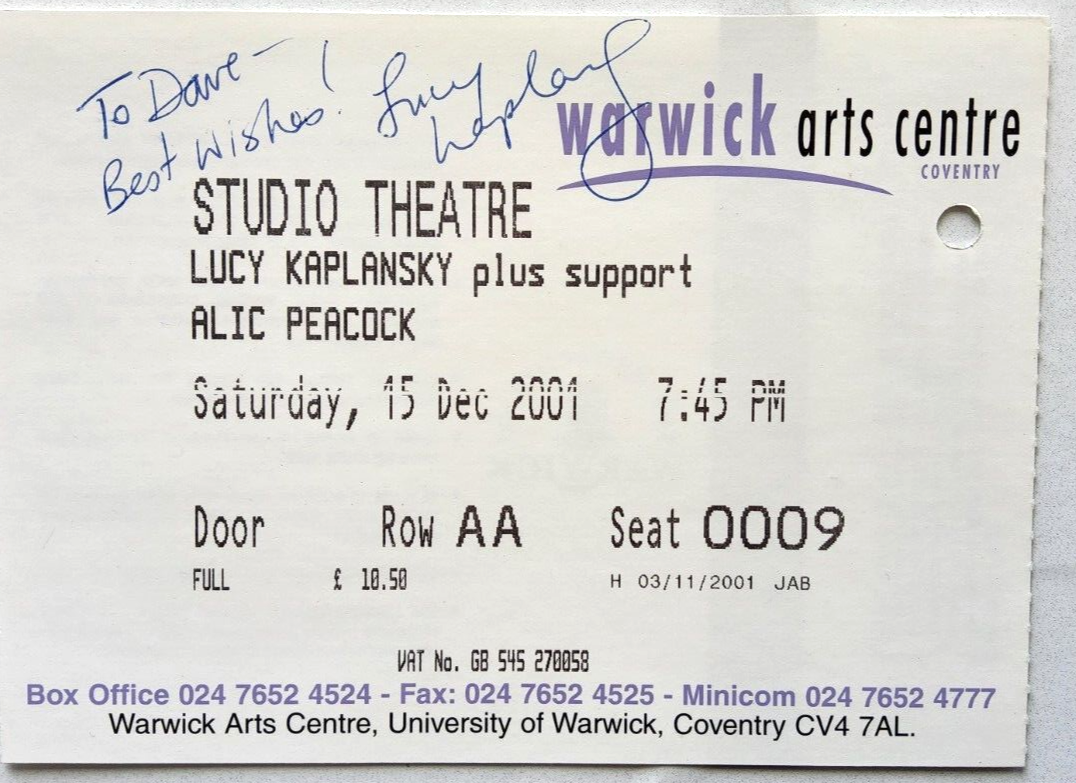 To Dave -
Best Wishes! Lucy Kaplansky
warwick arts centre
COVENTRY
STUDIO THEATRE
LUCY KAPLANSKY plus support
ALIC PEACOCK
Saturday, 15 Dec 2001 7:45 PM
Door Row AA Seat 0009
FULL £ 10.50 H 03/11/2001 JAB
VAT No. GB 545 270058
Box Office 024 7652 4524 - Fax: 024 7652 4525 - Minicom 024 7652 4777
Warwick Arts Centre, University of Warwick, Coventry CV4 7AL.